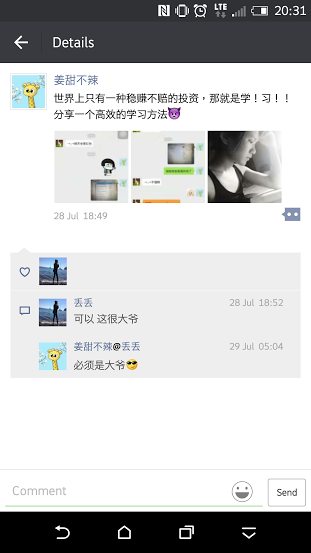 20:31
LTE
Details
姜甜不辣
世界上只有一种稳赚不赔的投资，那就是学！习！！
分享一个高效的学习方法😈
28 Jul 18:49
丢丢
28 Jul 18:52
可以 这很大爷
姜甜不辣@丢丢
29 Jul 05:04
必须是大爷😎
Comment
Send